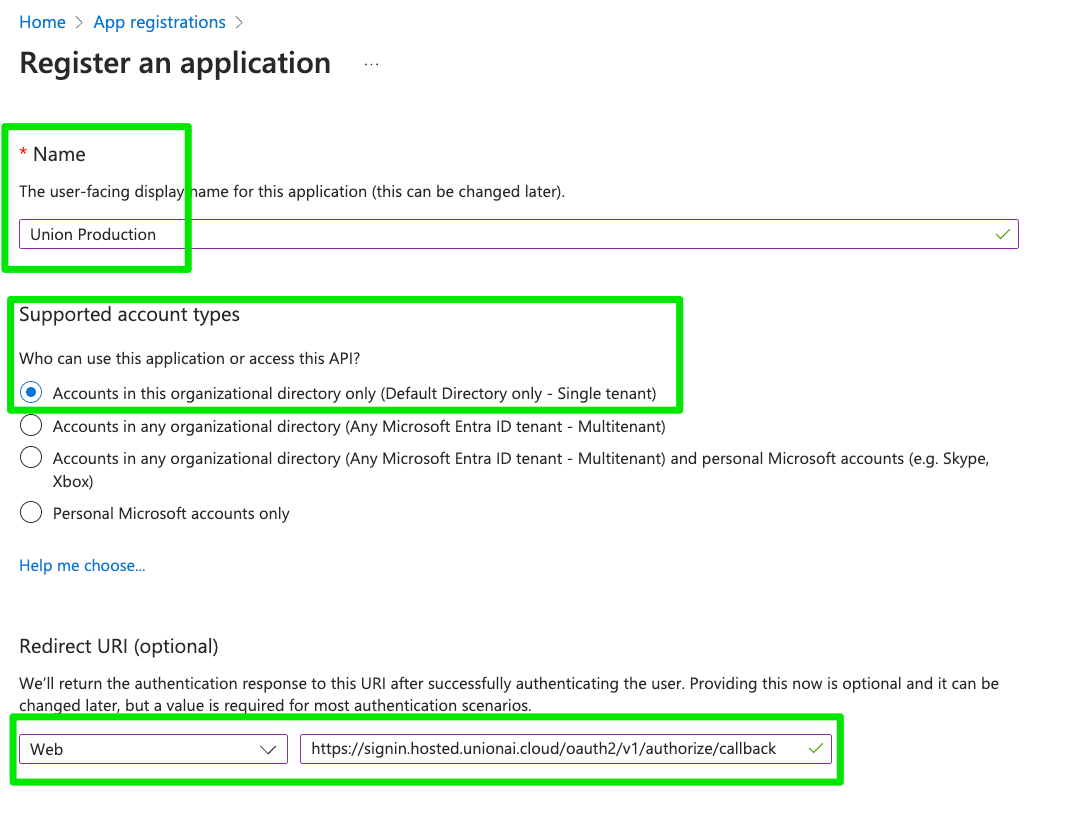 Home > App registrations >
Register an application ...
* Name
The user-facing display name for this application (this can be changed later).
Union Production
Supported account types
Who can use this application or access this API?
Accounts in this organizational directory only (Default Directory only - Single tenant)
Accounts in any organizational directory (Any Microsoft Entra ID tenant - Multitenant)
Accounts in any organizational directory (Any Microsoft Entra ID tenant - Multitenant) and personal Microsoft accounts (e.g. Skype,
Xbox)
Personal Microsoft accounts only
Help me choose...
Redirect URI (optional)
We'll return the authentication response to this URI after successfully authenticating the user. Providing this now is optional and it can be
changed later, but a value is required for most authentication scenarios.
Web https://signin.hosted.unionai.cloud/oauth2/v1/authorize/callback